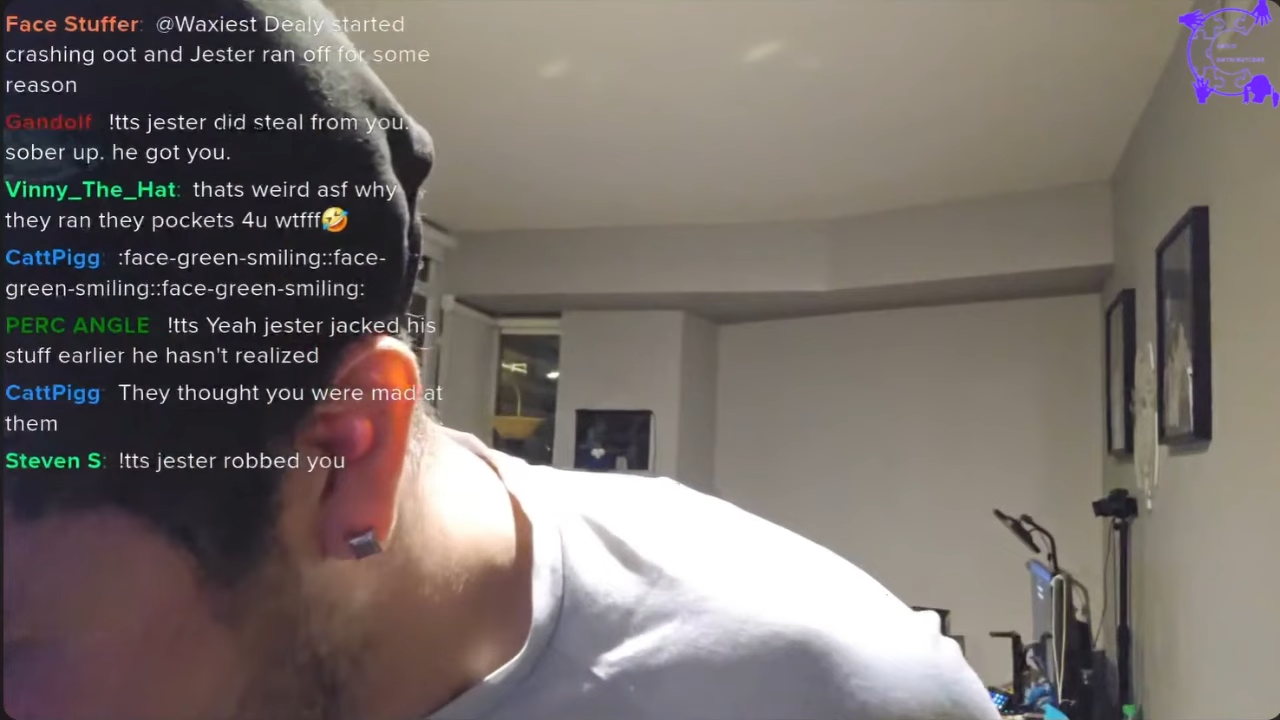 Face Stuffer: @Waxiest Dealy started
crashing oot and Jester ran off for some
reason
Gandolf !tts jester did steal from you.
sober up. he got you.
Vinny_The_Hat: thats weird asf why
they ran they pockets 4u wtfff🤣
CattPigg :face-green-smiling::face-
green-smiling::face-green-smiling:
PERC ANGLE !tts Yeah jester jacked his
stuff earlier he hasn't realized
CattPigg They thought you were mad at
them
Steven S: !tts jester robbed you